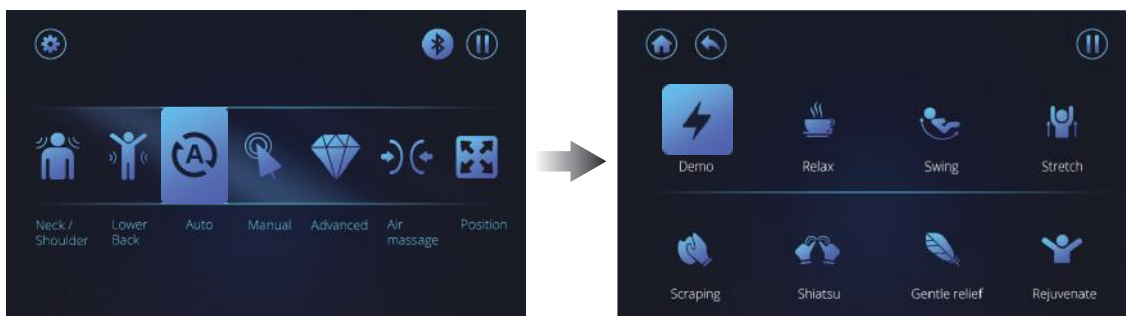 A
Neck /
Shoulder
Lower
Back
Auto
Manual
Advanced
Air
massage
Position
Demo
Relax
Swing
Stretch
Scraping
Shiatsu
Gentle relief
Rejuvenate